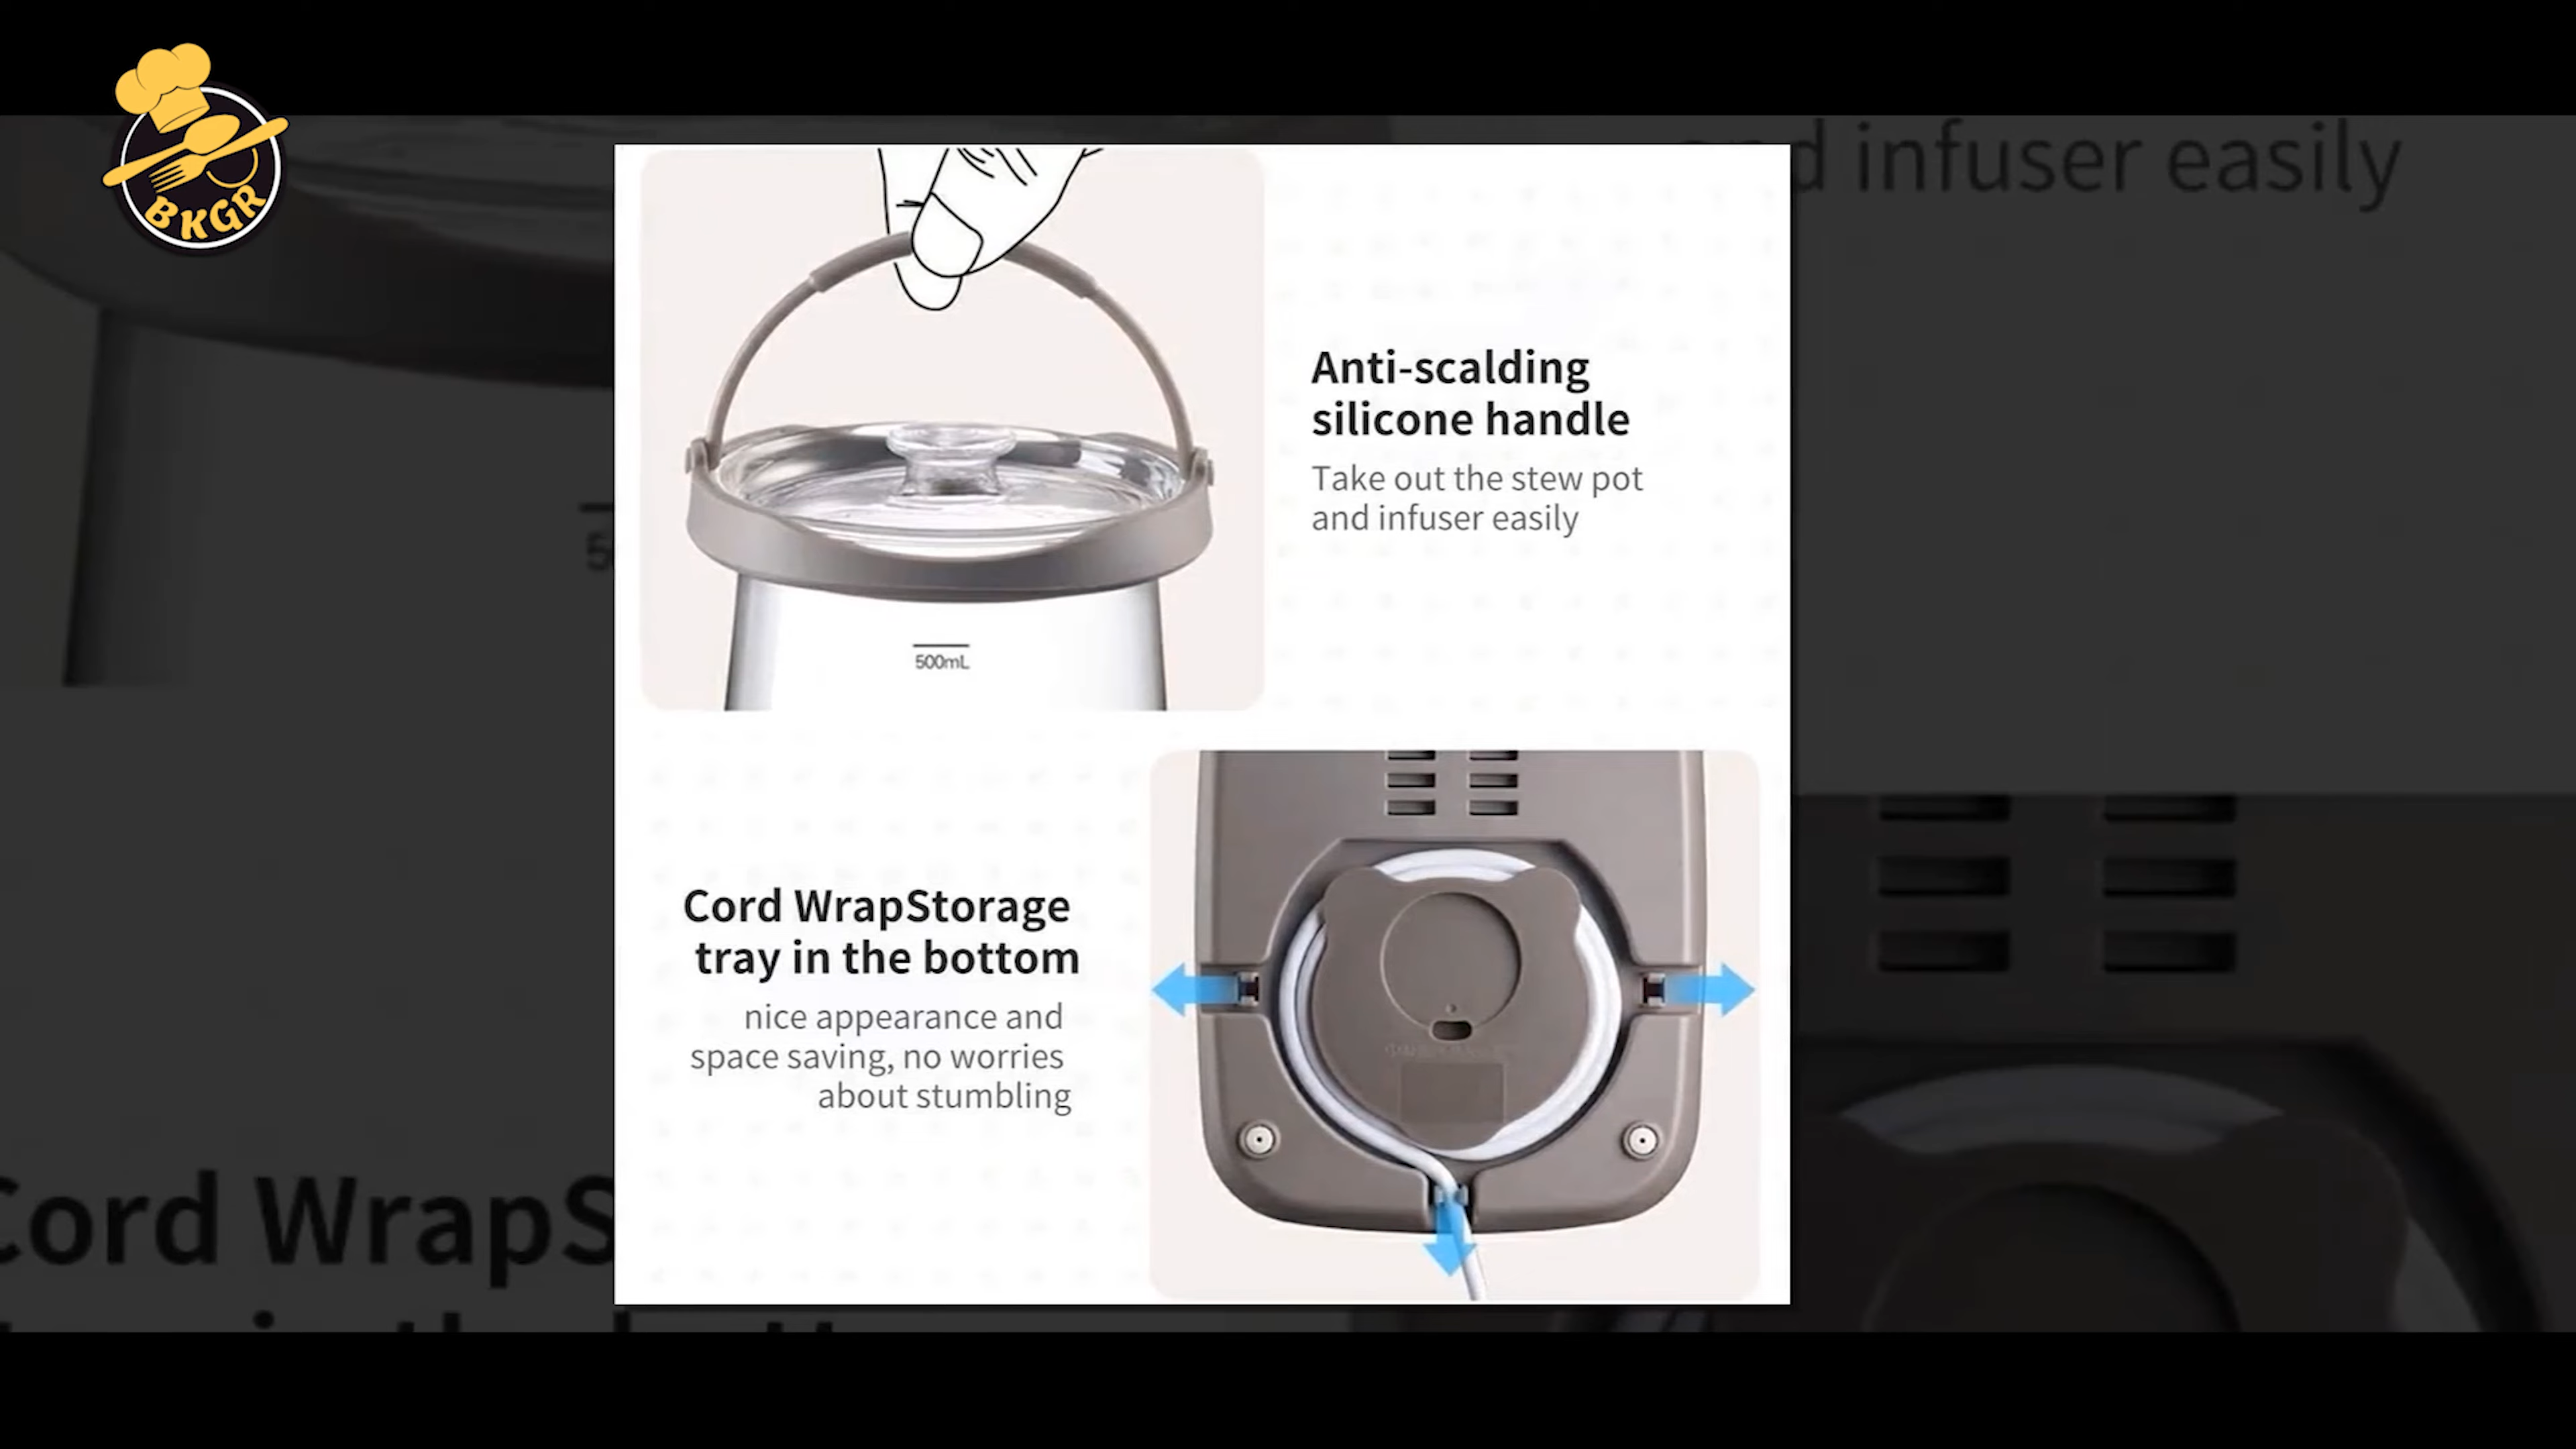 BKGR
and infuser easily
Anti-scalding
silicone handle
Take out the stew pot
and infuser easily
500mL
Cord WrapStorage
tray in the bottom
nice appearance and
space saving, no worries
about stumbling
Cord WrapS